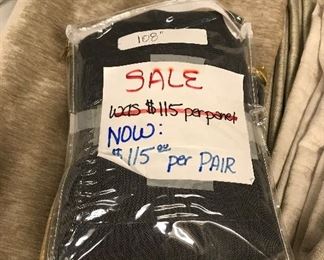 108"
SALE
was $115 per panel
NOW:
$115.00 per PAIR